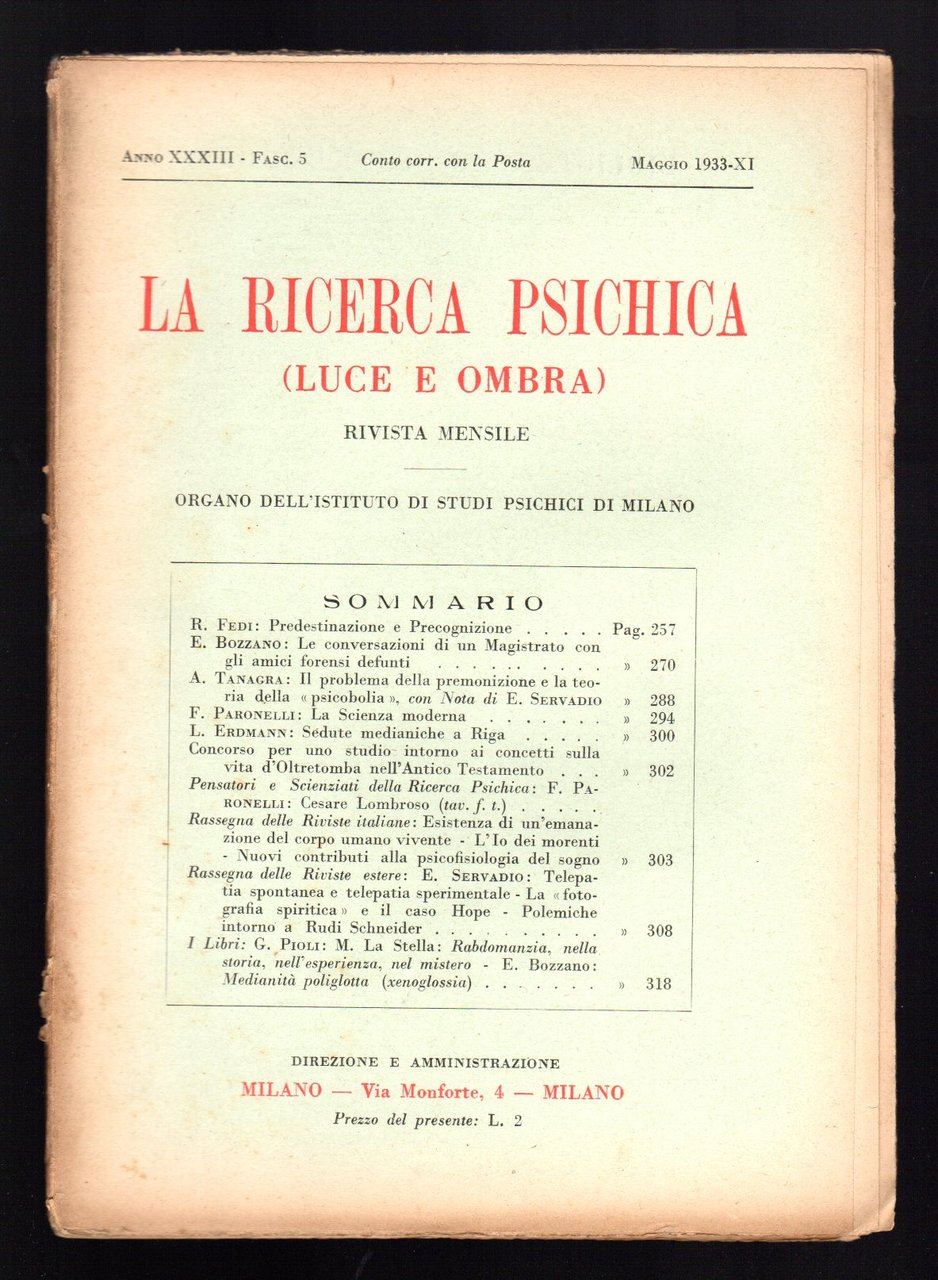 ANNO XXXIII - FASC. 5 Conto corr. con la Posta MAGGIO 1933-XI
LA RICERCA PSICHICA
(LUCE E OMBRA)
RIVISTA MENSILE
ORGANO DELL'ISTITUTO DI STUDI PSICHICI DI MILANO
SOMMARIO
R. FEDI: Predestinazione e Precognizione . . . . . Pag. 257
E. BOZZANO: Le conversazioni di un Magistrato con
gli amici forensi defunti . . . . . . . . . . » 270
A. TANAGRA: Il problema della premonizione e la teo-
ria della «psicobolia», con Nota di E. SERVADIO » 288
F. PARONELLI: La Scienza moderna . . . . . . . » 294
L. ERDMANN: Sedute medianiche a Riga . . . . . » 300
Concorso per uno studio intorno ai concetti sulla
vita d'Oltretomba nell'Antico Testamento . . . » 302
Pensatori e Scienziati della Ricerca Psichica: F. PA-
RONELLI: Cesare Lombroso (tav. f. t.) . . . . .
Rassegna delle Riviste italiane: Esistenza di un'emana-
zione del corpo umano vivente - L'Io dei morenti
- Nuovi contributi alla psicofisiologia del sogno » 303
Rassegna delle Riviste estere: E. SERVADIO: Telepa-
tia spontanea e telepatia sperimentale - La «foto-
grafia spiritica» e il caso Hope - Polemiche
intorno a Rudi Schneider . . . . . . . . . . » 308
I Libri: G. PIOLI: M. La Stella: Rabdomanzia, nella
storia, nell'esperienza, nel mistero - E. Bozzano:
Medianità poliglotta (xenoglossia) . . . . . . . » 318
DIREZIONE E AMMINISTRAZIONE
MILANO — Via Monforte, 4 — MILANO
Prezzo del presente: L. 2